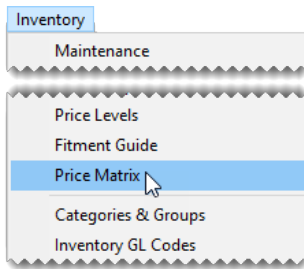 Inventory
Maintenance
Price Levels
Fitment Guide
Price Matrix
Categories & Groups
Inventory GL Codes